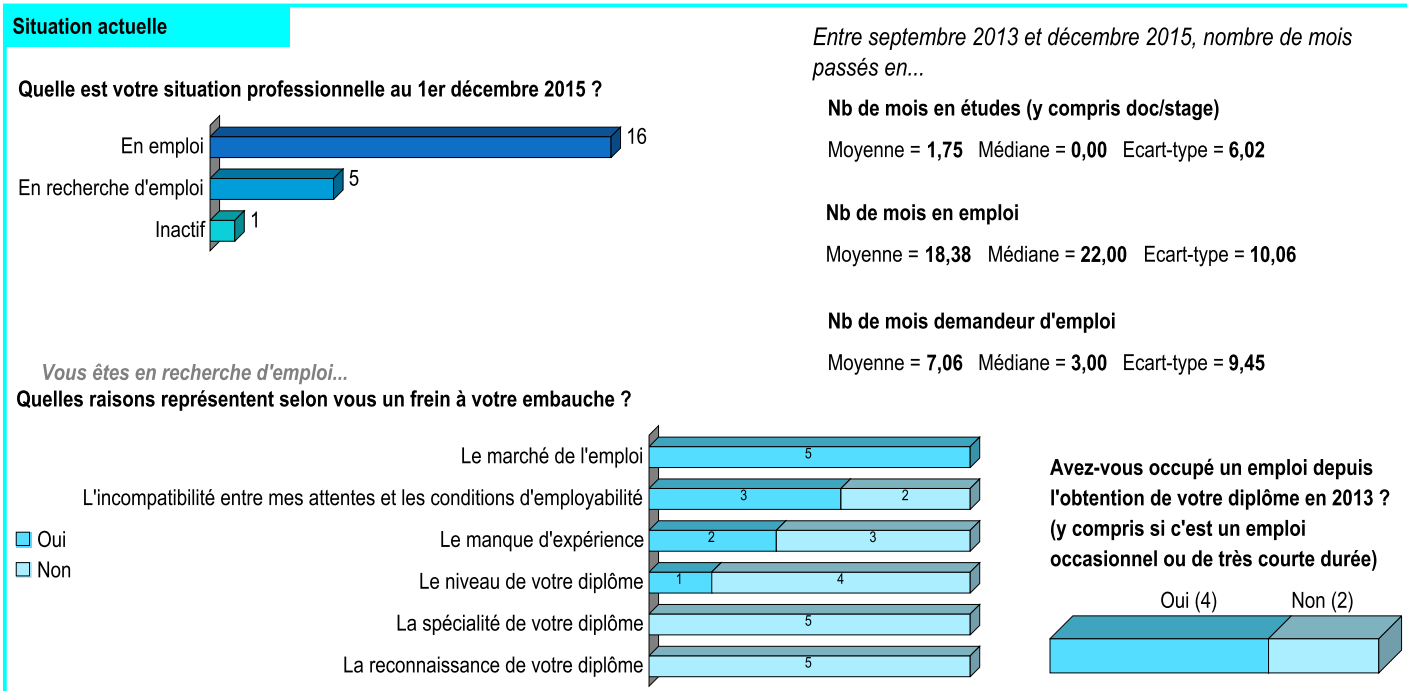 Situation actuelle
Quelle est votre situation professionnelle au 1er décembre 2015 ?
En emploi 16
En recherche d'emploi 5
Inactif 1
Entre septembre 2013 et décembre 2015, nombre de mois
passés en...
Nb de mois en études (y compris doc/stage)
Moyenne = 1,75 Médiane = 0,00 Ecart-type = 6,02
Nb de mois en emploi
Moyenne = 18,38 Médiane = 22,00 Ecart-type = 10,06
Nb de mois demandeur d'emploi
Moyenne = 7,06 Médiane = 3,00 Ecart-type = 9,45
Vous êtes en recherche d'emploi...
Quelles raisons représentent selon vous un frein à votre embauche ?
Le marché de l'emploi 5
L'incompatibilité entre mes attentes et les conditions d'employabilité 3 2
Le manque d'expérience 2 3
Le niveau de votre diplôme 1 4
La spécialité de votre diplôme 5
La reconnaissance de votre diplôme 5
Oui
Non
Avez-vous occupé un emploi depuis
l'obtention de votre diplôme en 2013 ?
(y compris si c'est un emploi
occasionnel ou de très courte durée)
Oui (4) Non (2)